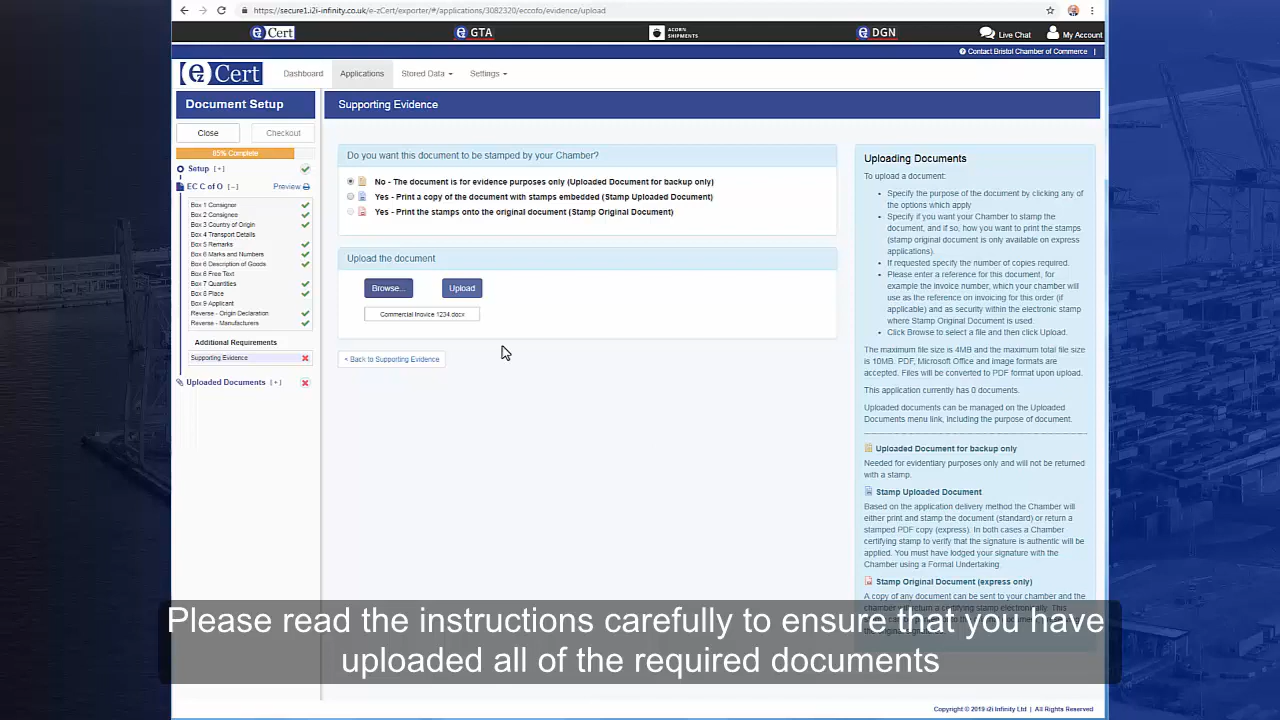 https://secure1.i2i-infinity.co.uk/e-zCert/exporter/#/applications/3082320/eccofo/evidence/upload
ez Cert
ez GTA
ACORN SHIPMENTS
ez DGN
Live Chat
My Account
Contact Bristol Chamber of Commerce |
ez Cert
Dashboard
Applications
Stored Data
Settings
Document Setup
Close
Checkout
85% Complete
Setup [+]
EC C of O [–]
Preview
Box 1 Consignor
Box 2 Consignee
Box 3 Country of Origin
Box 4 Transport Details
Box 5 Remarks
Box 6 Marks and Numbers
Box 6 Description of Goods
Box 6 Free Text
Box 7 Quantities
Box 8 Place
Box 9 Applicant
Reverse - Origin Declaration
Reverse - Manufacturers
Additional Requirements
Supporting Evidence
Uploaded Documents [+]
Supporting Evidence
Do you want this document to be stamped by your Chamber?
No - The document is for evidence purposes only (Uploaded Document for backup only)
Yes - Print a copy of the document with stamps embedded (Stamp Uploaded Document)
Yes - Print the stamps onto the original document (Stamp Original Document)
Upload the document
Browse...
Upload
Commercial Inovice 1234.docx
< Back to Supporting Evidence
Uploading Documents
To upload a document:
• Specify the purpose of the document by clicking any of
the options which apply
• Specify if you want your Chamber to stamp the
document, and if so, how you want to print the stamps
(stamp original document is only available on express
applications).
• If requested specify the number of copies required.
• Please enter a reference for this document, for
example the invoice number, which your chamber will
use as the reference on invoicing for this order (if
applicable) and as security within the electronic stamp
where Stamp Original Document is used.
• Click Browse to select a file and then click Upload.
The maximum file size is 4MB and the maximum total file size
is 10MB. PDF, Microsoft Office and image formats are
accepted. Files will be converted to PDF format upon upload.
This application currently has 0 documents.
Uploaded documents can be managed on the Uploaded
Documents menu link, including the purpose of document.
Uploaded Document for backup only
Needed for evidentiary purposes only and will not be returned
with a stamp.
Stamp Uploaded Document
Based on the application delivery method the Chamber will
either print and stamp the document (standard) or return a
stamped PDF copy (express). In both cases a Chamber
certifying stamp to verify that the signature is authentic will be
applied. You must have lodged your signature with the
Chamber using a Formal Undertaking.
Stamp Original Document (express only)
A copy of any document can be sent to your chamber and the
Please read the instructions carefully to ensure that you have
uploaded all of the required documents
Copyright © 2019 i2i Infinity Ltd | All Rights Reserved